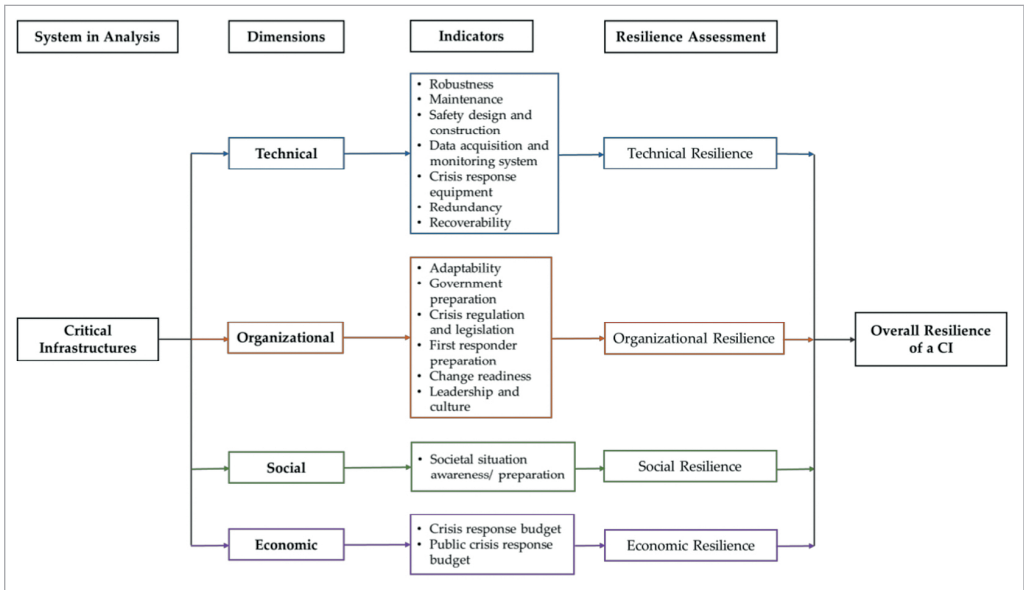 System in Analysis
Dimensions
Indicators
Resilience Assessment
Critical
Infrastructures
Technical
• Robustness
• Maintenance
• Safety design and
construction
• Data acquisition and
monitoring system
• Crisis response
equipment
• Redundancy
• Recoverability
Technical Resilience
Organizational
• Adaptability
• Government
preparation
• Crisis regulation
and legislation
• First responder
preparation
• Change readiness
• Leadership and
culture
Organizational Resilience
Social
• Societal situation
awareness/ preparation
Social Resilience
Economic
• Crisis response budget
• Public crisis response
budget
Economic Resilience
Overall Resilience
of a CI